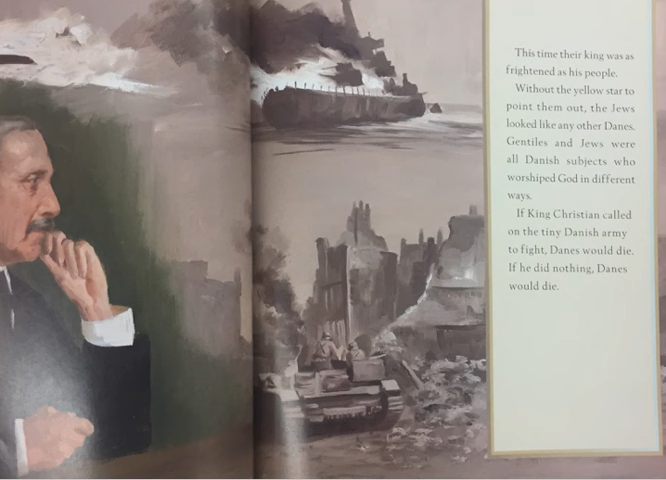 This time their king was as
frightened as his people.
Without the yellow star to
point them out, the Jews
looked like any other Danes.
Gentiles and Jews were
all Danish subjects who
worshiped God in different
ways.
If King Christian called
on the tiny Danish army
to fight, Danes would die.
If he did nothing, Danes
would die.